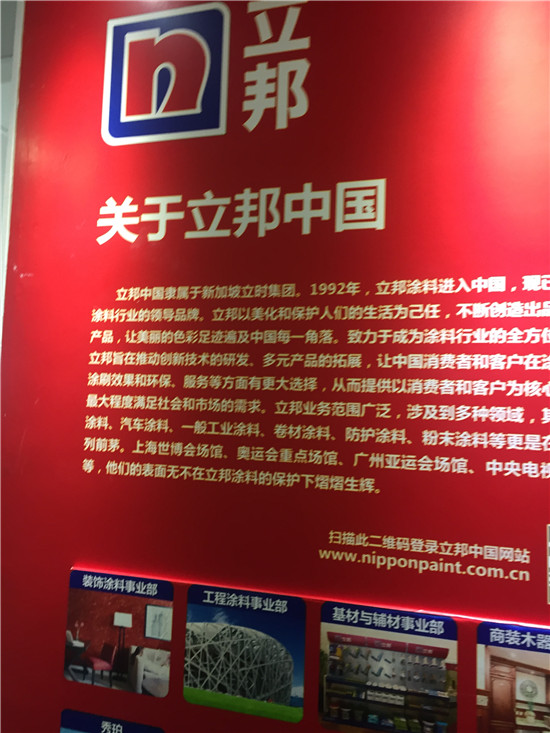 n
立邦
关于立邦中国
立邦中国隶属于新加坡立时集团。1992年，立邦涂料进入中国，现已
涂料行业的领导品牌。立邦以美化和保护人们的生活为己任，不断创造出品
产品，让美丽的色彩足迹遍及中国每一角落。致力于成为涂料行业的全方位
立邦旨在推动创新技术的研发、多元产品的拓展，让中国消费者和客户在涂
涂刷效果和环保、服务等方面有更大选择，从而提供以消费者和客户为核心
最大程度满足社会和市场的需求。立邦业务范围广泛，涉及到多种领域，其
涂料、汽车涂料、一般工业涂料、卷材涂料、防护涂料、粉末涂料等更是在
列前茅。上海世博会场馆、奥运会重点场馆、广州亚运会场馆、中央电视
等，他们的表面无不在立邦涂料的保护下熠熠生辉。
扫描此二维码登录立邦中国网站
www.nipponpaint.com.cn
装饰涂料事业部
工程涂料事业部
基材与辅材事业部
商装木器
秀珀